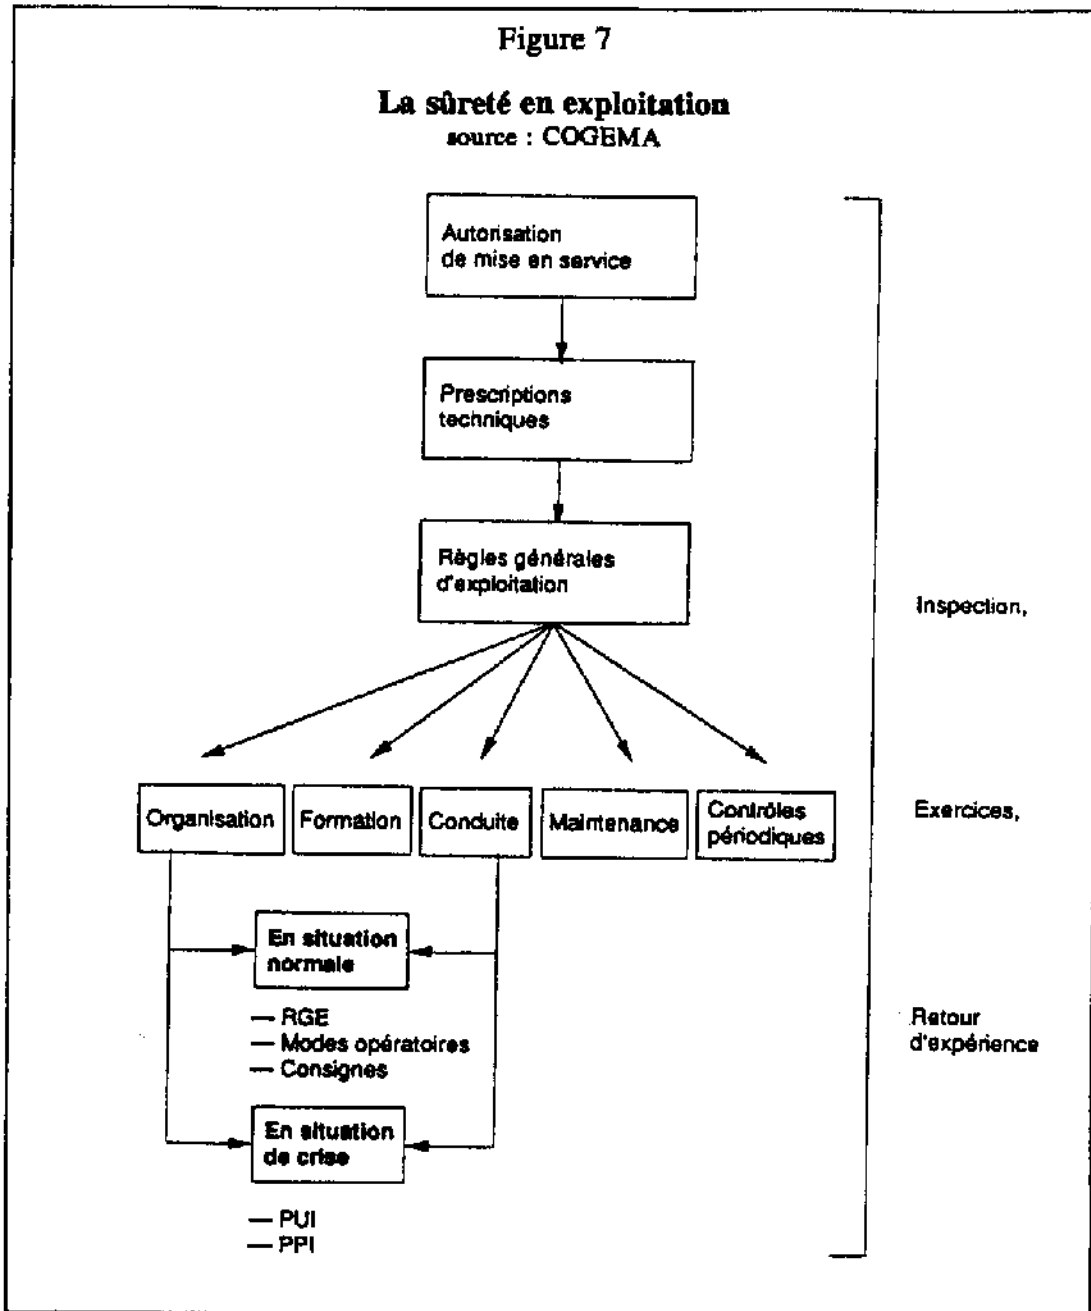 Figure 7
La sûreté en exploitation
source : COGEMA
Autorisation
de mise en service
Prescriptions
techniques
Règles générales
d'exploitation
Inspection,
Organisation
Formation
Conduite
Maintenance
Contrôles
périodiques
Exercices,
En situation
normale
— RGE
— Modes opératoires
— Consignes
Retour
d'expérience
En situation
de crise
— PUI
— PPI